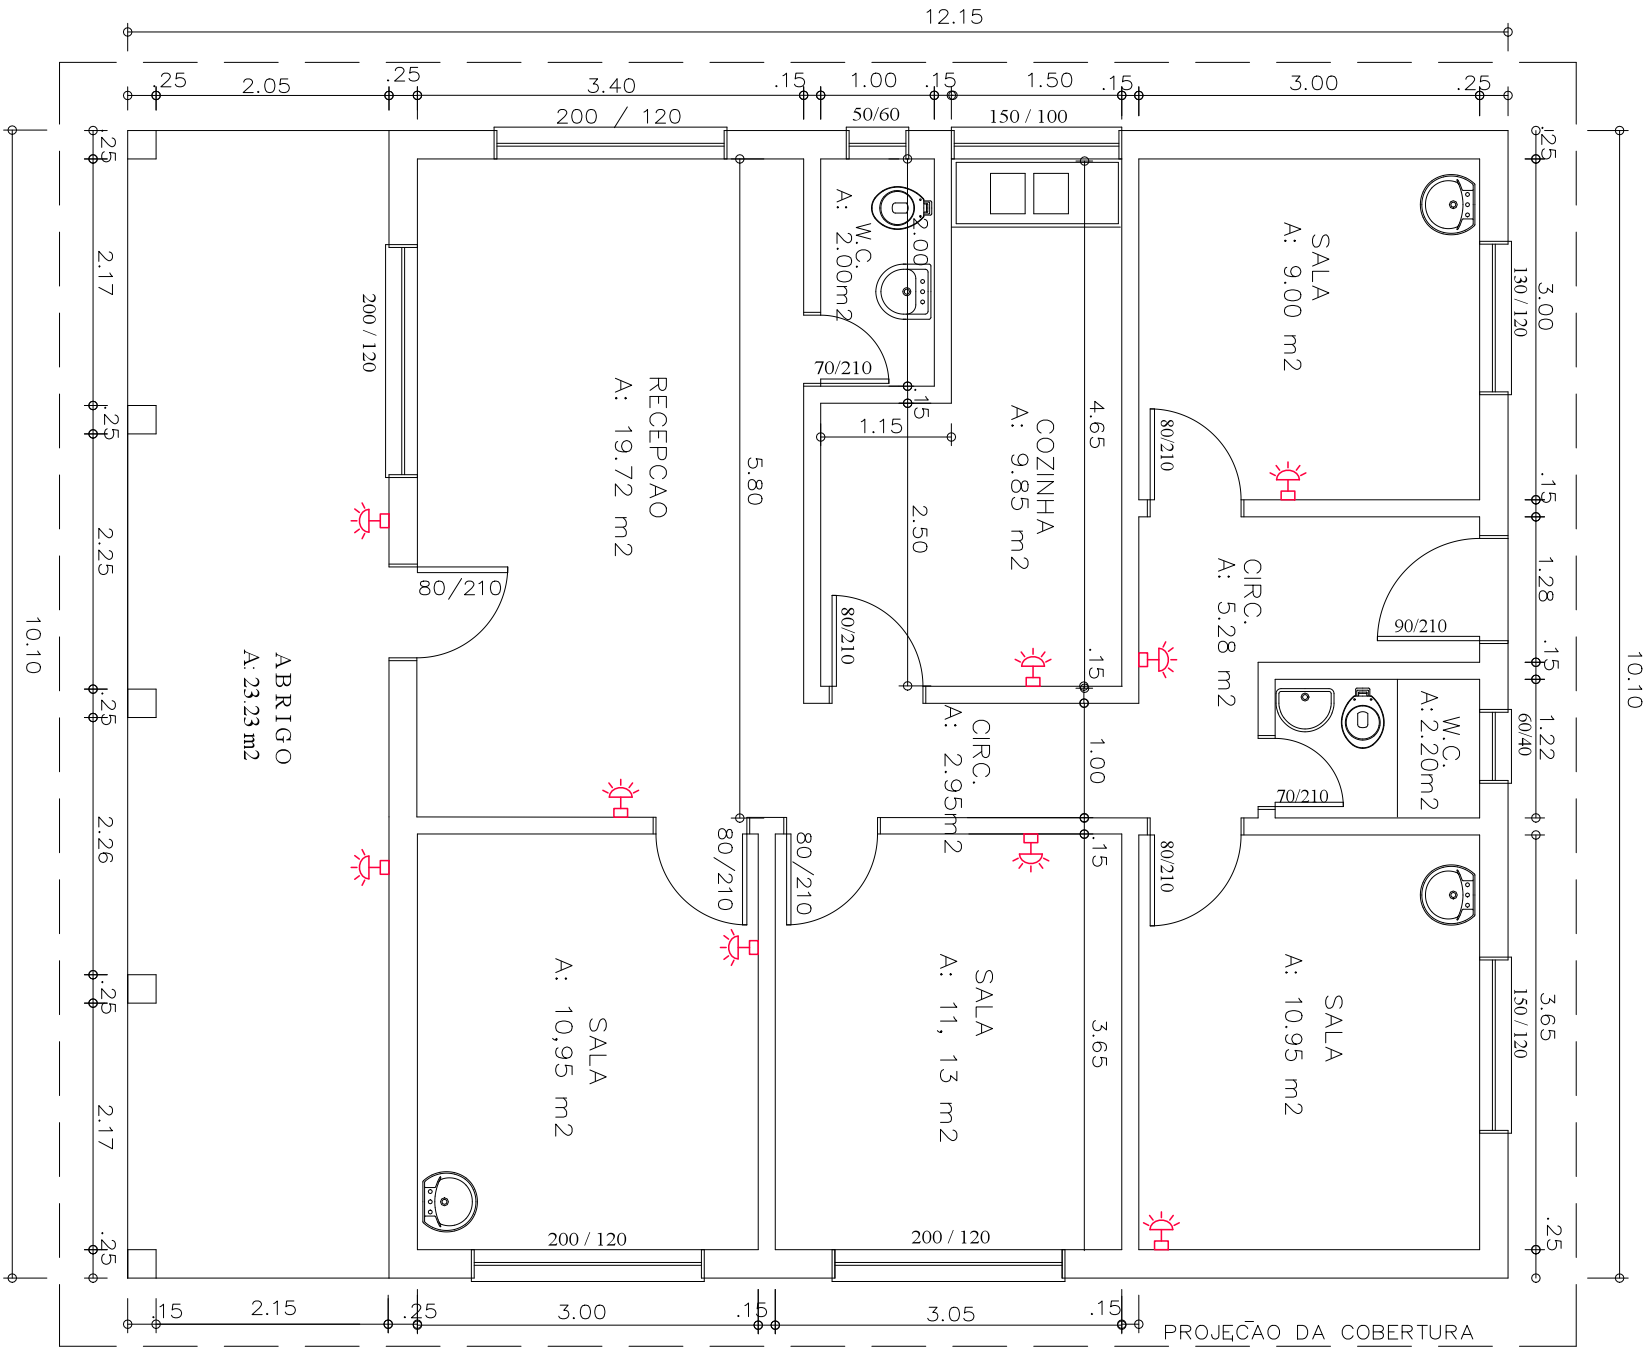 12.15
.25
2.05
.25
3.40
.15
1.00
.15
1.50
.15
3.00
.25
200 / 120
50/60
150 / 100
.25
2.17
.25
2.25
.25
2.26
.25
2.17
.25
10.10
200 / 120
ABRIGO
A: 23.23 m2
RECEPCAO
A: 19.72 m2
5.80
80/210
W.C.
A: 2.00m2
2.00
70/210
.15
1.15
2.50
COZINHA
A: 9.85 m2
4.65
80/210
.15
1.00
.15
3.65
CIRC.
A: 2.95m2
SALA
A: 9.00 m2
80/210
130 / 120
CIRC.
A: 5.28 m2
90/210
W.C.
A: 2.20m2
70/210
60/40
.25
3.00
.15
1.28
.15
1.22
3.65
.25
10.10
80/210
80/210
80/210
SALA
A: 10,95 m2
SALA
A: 11, 13 m2
SALA
A: 10.95 m2
150 / 120
200 / 120
200 / 120
.15
2.15
.25
3.00
.15
3.05
.15
PROJEÇAO DA COBERTURA